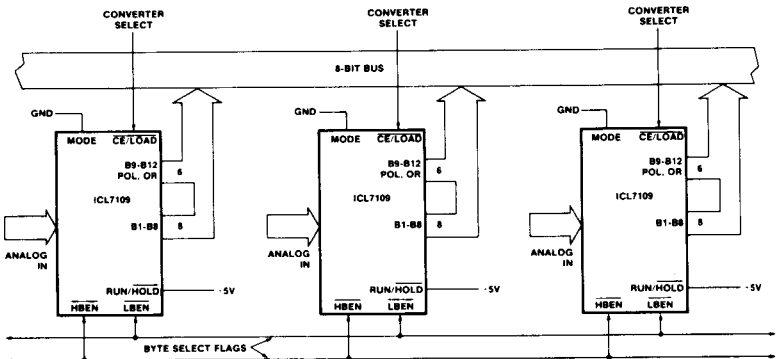 CONVERTER SELECT
CONVERTER SELECT
CONVERTER SELECT
8-BIT BUS
GND
MODE
CE/LOAD
B9-B12
POL, OR
6
ICL7109
B1-B8
8
ANALOG IN
RUN/HOLD
-5V
HBEN
LBEN
GND
MODE
CE/LOAD
B9-B12
POL, OR
6
ICL7109
B1-B8
8
ANALOG IN
RUN/HOLD
-5V
HBEN
LBEN
GND
MODE
CE/LOAD
B9-B12
POL, OR
6
ICL7109
B1-B8
8
ANALOG IN
RUN/HOLD
-5V
HBEN
LBEN
BYTE SELECT FLAGS